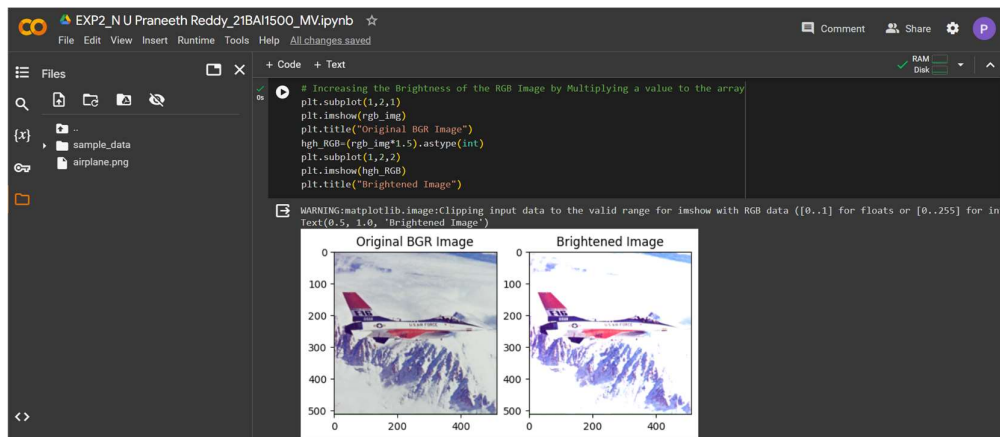 EXP2_N U Praneeth Reddy_21BAI1500_MV.ipynb
File Edit View Insert Runtime Tools Help All changes saved
Comment Share P
Files
+ Code + Text
RAM
Disk
..
sample_data
airplane.png
{x}
<>
0s
# Increasing the Brightness of the RGB Image by Multiplying a value to the array
plt.subplot(1,2,1)
plt.imshow(rgb_img)
plt.title("Original BGR Image")
hgh_RGB=(rgb_img*1.5).astype(int)
plt.subplot(1,2,2)
plt.imshow(hgh_RGB)
plt.title("Brightened Image")
WARNING:matplotlib.image:Clipping input data to the valid range for imshow with RGB data ([0..1] for floats or [0..255] for in
Text(0.5, 1.0, 'Brightened Image')
Original BGR Image Brightened Image
0 0
100 100
200 200
300 300
400 400
500 500
0 200 400 0 200 400
F-16
U.S. AIR FORCE